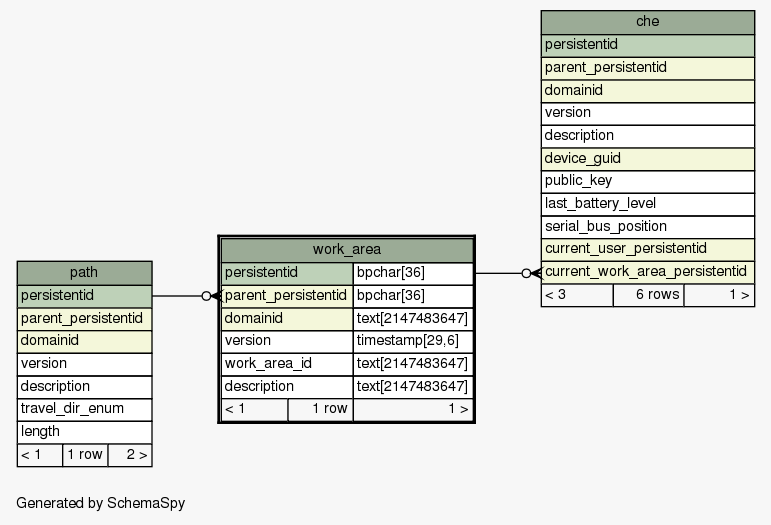 che
persistentid
parent_persistentid
domainid
version
description
device_guid
public_key
last_battery_level
serial_bus_position
current_user_persistentid
current_work_area_persistentid
< 3 6 rows 1 >
work_area
persistentid bpchar[36]
parent_persistentid bpchar[36]
domainid text[2147483647]
version timestamp[29,6]
work_area_id text[2147483647]
description text[2147483647]
< 1 1 row 1 >
path
persistentid
parent_persistentid
domainid
version
description
travel_dir_enum
length
< 1 1 row 2 >
Generated by SchemaSpy